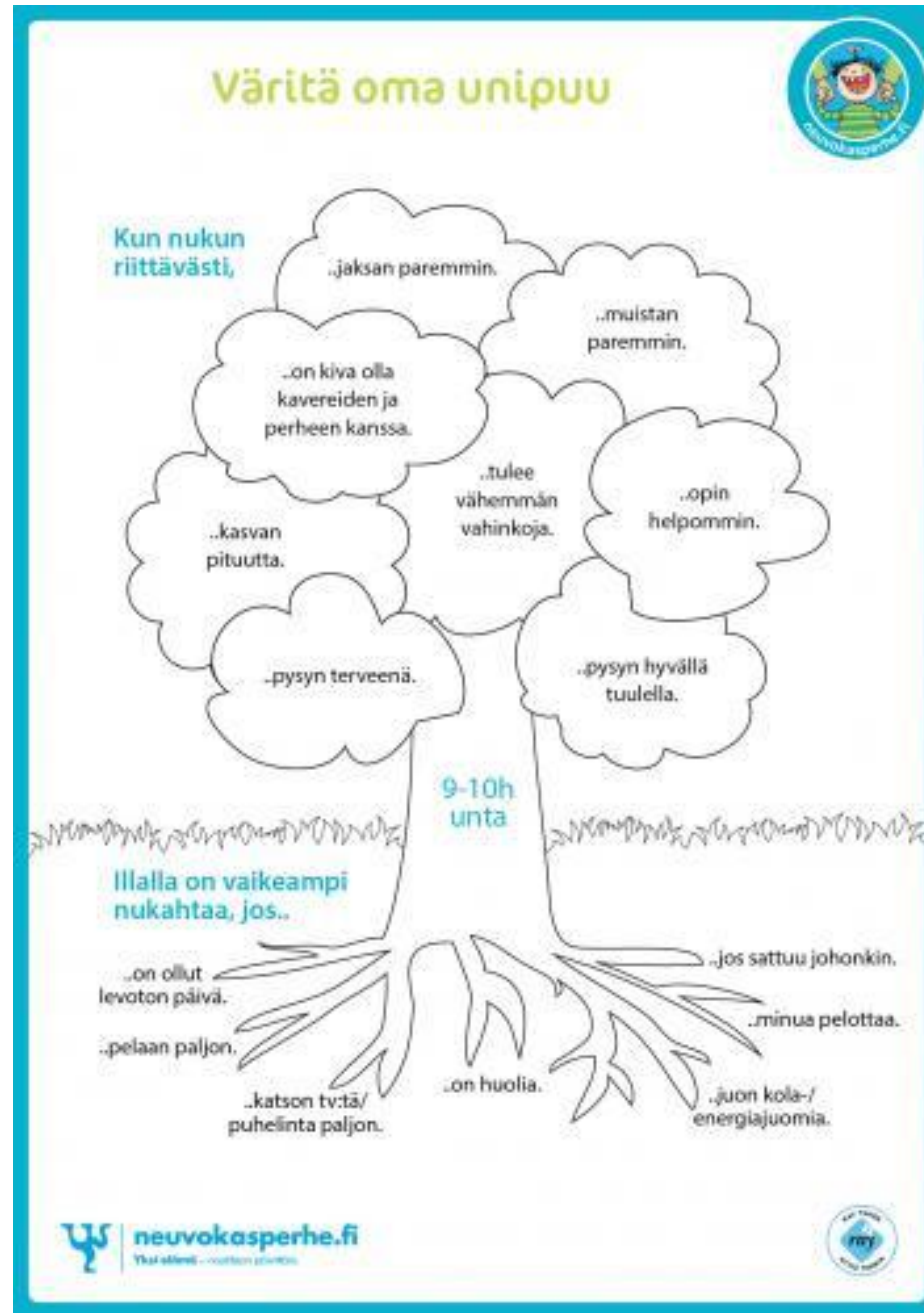 Väritä oma unipuu
neuvokasperhe.fi
Kun nukun
riittävästi,
..jaksan paremmin.
..muistan
paremmin.
..on kiva olla
kavereiden ja
perheen kanssa.
..tulee
vähemmän
vahinkoja.
..opin
helpommin.
..kasvan
pituutta.
..pysyn terveenä.
..pysyn hyvällä
tuulella.
9-10h
unta
Illalla on vaikeampi
nukahtaa, jos..
..on ollut
levoton päivä.
..pelaan paljon.
..katson tv:tä/
puhelinta paljon.
..on huolia.
..jos sattuu johonkin.
..minua pelottaa.
..juon kola-/
energiajuomia.
neuvokasperhe.fi
Yksi elämä